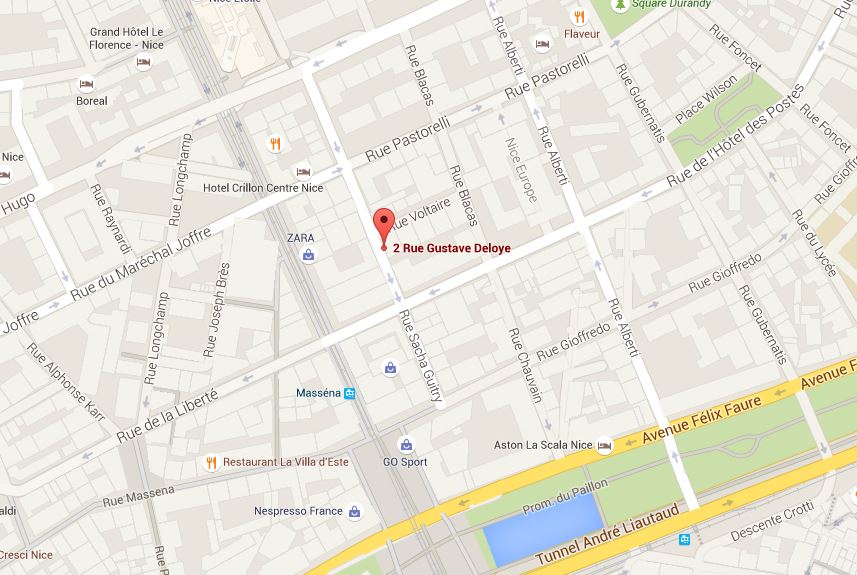 Nice Etoile
Square Durandy
Grand Hôtel Le
Florence - Nice
Flaveur
Rue Alberti
Rue Foncet
Rue Blacas
Boreal
Rue Pastorelli
Rue Gubernatis
Place Wilson
Rue Pastorelli
Rue de l'Hôtel des Postes
Rue Foncet
Nice
Rue Longchamp
Rue Alberti
Nice Europe
Hotel Crillon Centre Nice
Rue Blacas
Hugo
Rue Raynardi
Rue Voltaire
Rue Gioffredo
ZARA
2 Rue Gustave Deloye
Rue du Maréchal Joffre
Rue du Lycée
Rue Gioffredo
Joffre
Rue Longchamp
Rue Joseph Brès
Rue Sacha Guitry
Rue Alberti
Rue Gubernatis
Rue Gioffredo
Rue Chauvain
Rue Alphonse Karr
Masséna
Rue de la Liberté
Avenue F
Avenue Félix Faure
Aston La Scala Nice
Restaurant La Villa d'Este
GO Sport
Rue Massena
Prom. du Paillon
Nespresso France
Tunnel André Liautaud
Descente Crotti
Cresci Nice